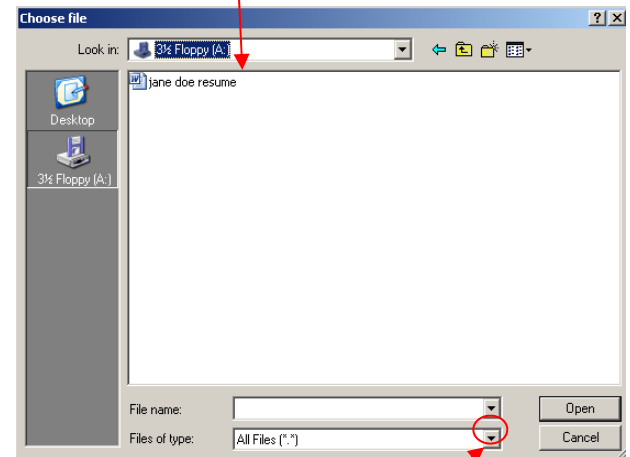 Choose file
Look in: 3½ Floppy (A:)
jane doe resume
Desktop
3½ Floppy (A:)
File name: Open
Files of type: All Files (*.*) Cancel